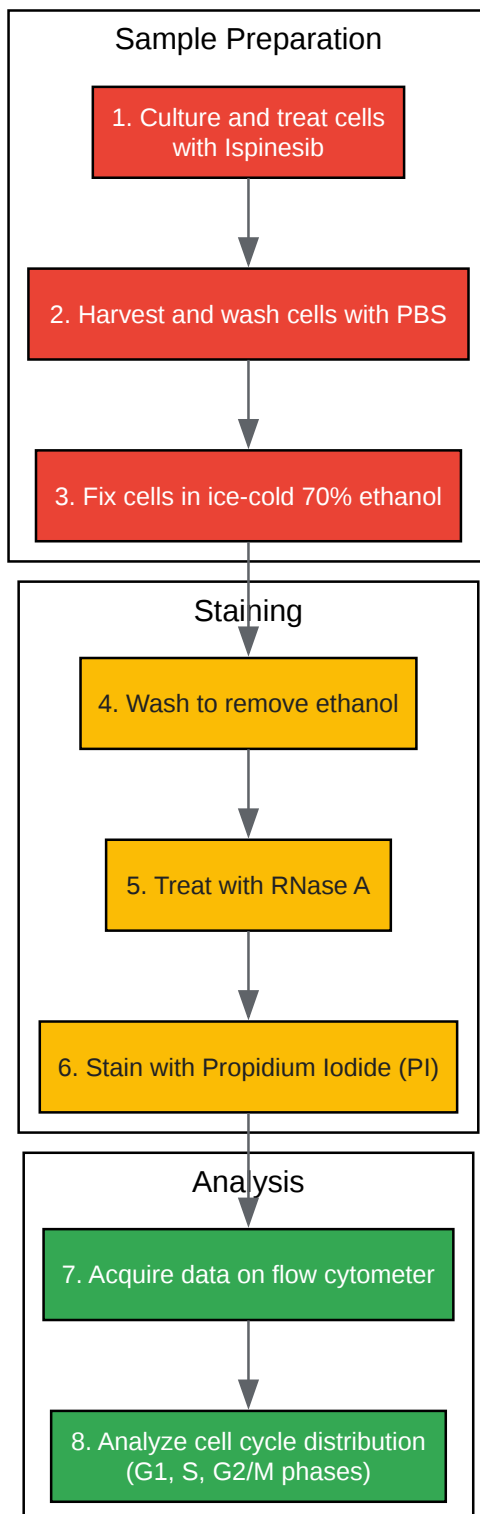 Sample Preparation
1. Culture and treat cells
with Ispinesib
2. Harvest and wash cells with PBS
3. Fix cells in ice-cold 70% ethanol
Staining
4. Wash to remove ethanol
5. Treat with RNase A
6. Stain with Propidium Iodide (PI)
Analysis
7. Acquire data on flow cytometer
8. Analyze cell cycle distribution
(G1, S, G2/M phases)